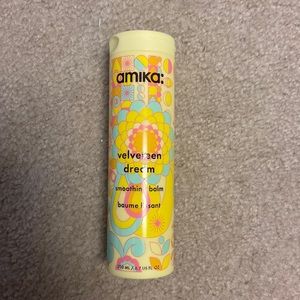 amika:
velveteen
dream
smoothing balm
baume lissant